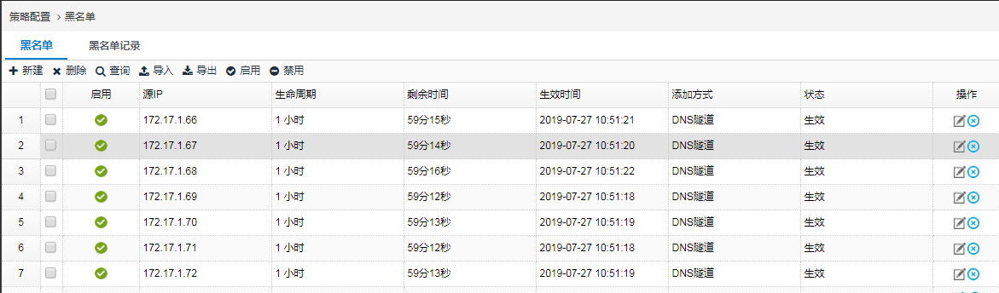 策略配置 > 黑名单
黑名单 黑名单记录
新建 删除 查询 导入 导出 启用 禁用
启用 源IP 生命周期 剩余时间 生效时间 添加方式 状态 操作
1 172.17.1.66 1 小时 59分15秒 2019-07-27 10:51:21 DNS隧道 生效
2 172.17.1.67 1 小时 59分14秒 2019-07-27 10:51:20 DNS隧道 生效
3 172.17.1.68 1 小时 59分16秒 2019-07-27 10:51:22 DNS隧道 生效
4 172.17.1.69 1 小时 59分12秒 2019-07-27 10:51:18 DNS隧道 生效
5 172.17.1.70 1 小时 59分13秒 2019-07-27 10:51:19 DNS隧道 生效
6 172.17.1.71 1 小时 59分12秒 2019-07-27 10:51:18 DNS隧道 生效
7 172.17.1.72 1 小时 59分13秒 2019-07-27 10:51:19 DNS隧道 生效